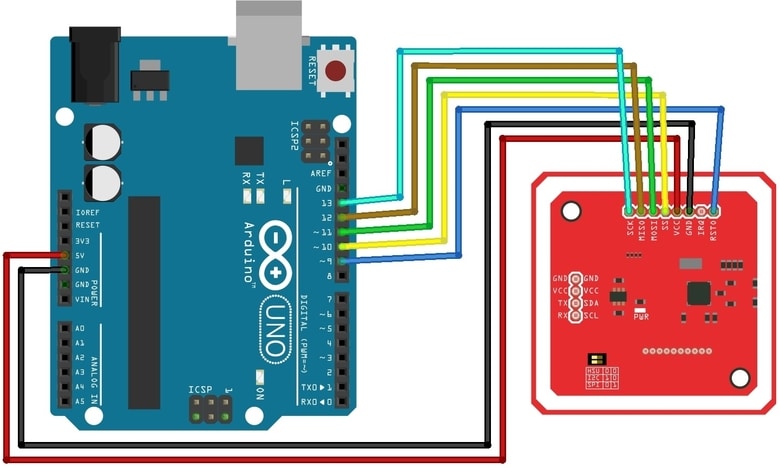 RESET
ICSP2
AREF
GND
13
12
~11
~10
~9
8
7
~6
~5
4
~3
2
TX0▶1
RX0◀0
IOREF
RESET
3V3
5V
GND
GND
VIN
POWER
A0
A1
A2
A3
A4
A5
ANALOG IN
RX
TX
L
Arduino™
UNO
DIGITAL (PWM=~)
ON
ICSP
1
SCK
MISO
MOSI
SS
VCC
GND
IRQ
RSTO
GND GND
VCC VCC
TX SDA
RX SCL
PWR
HSU 0 0
I2C 1 0
SPI 0 1